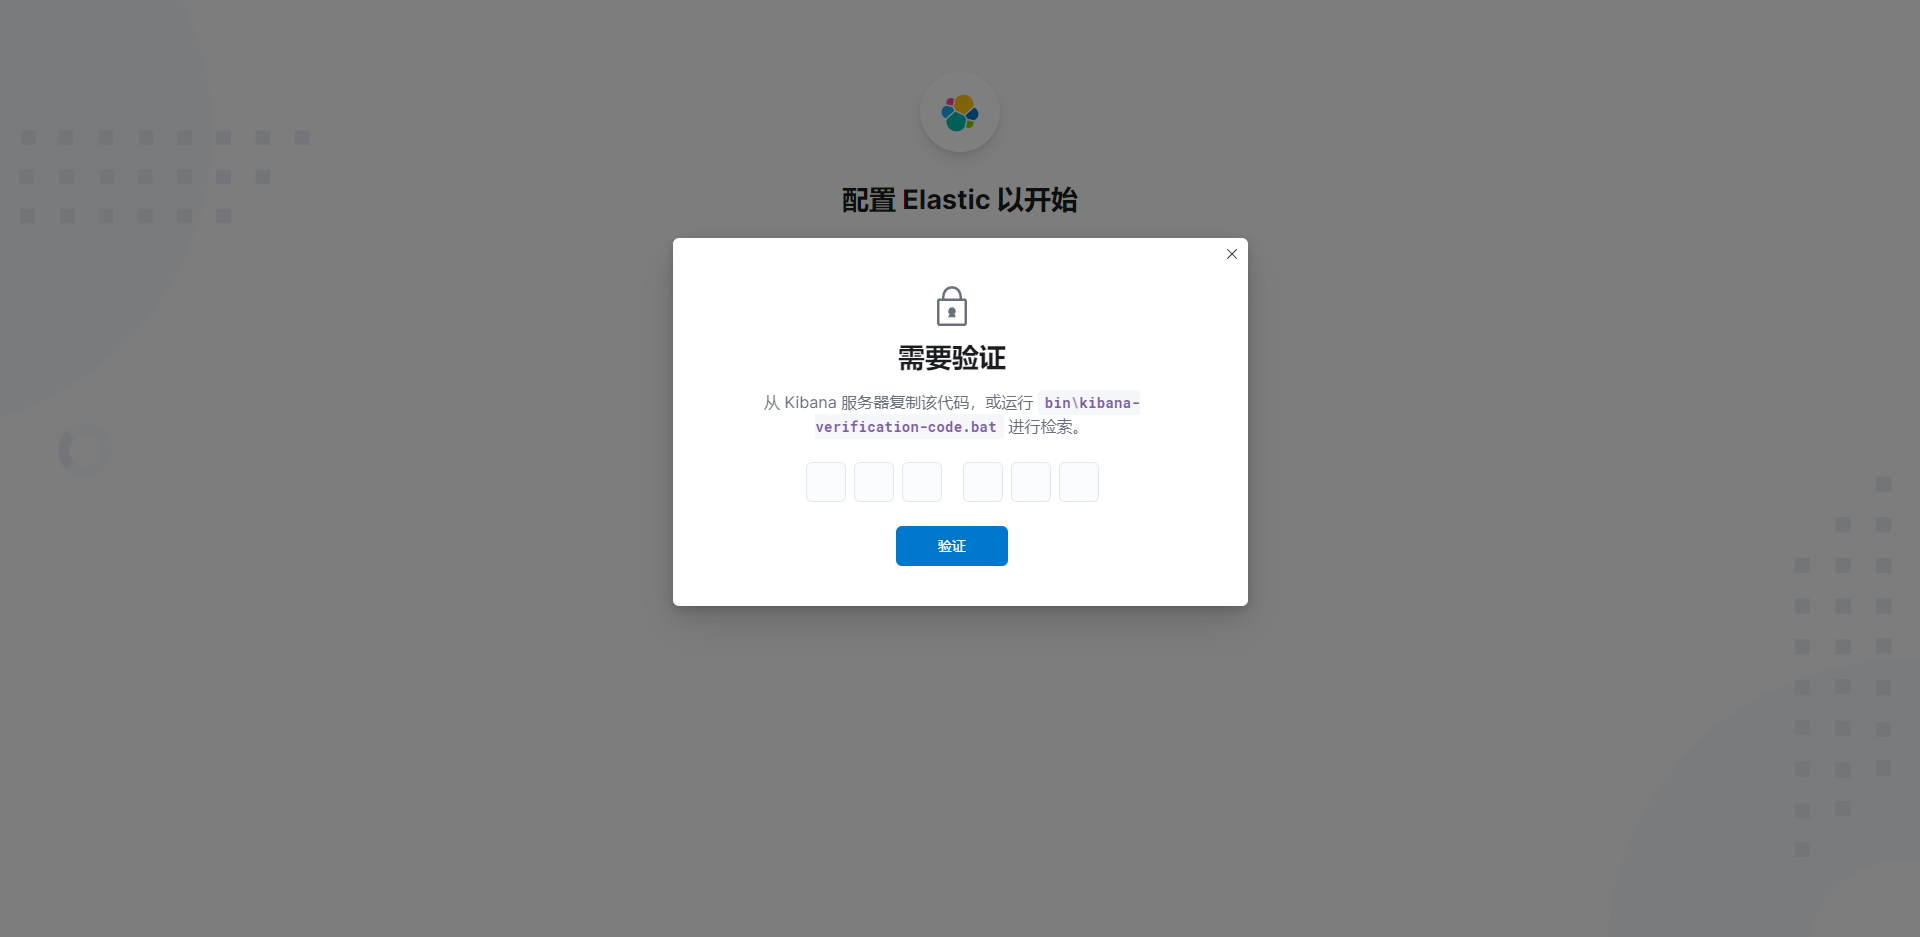 配置 Elastic 以开始
需要验证
从 Kibana 服务器复制该代码，或运行 bin\kibana-
verification-code.bat 进行检索。
验证